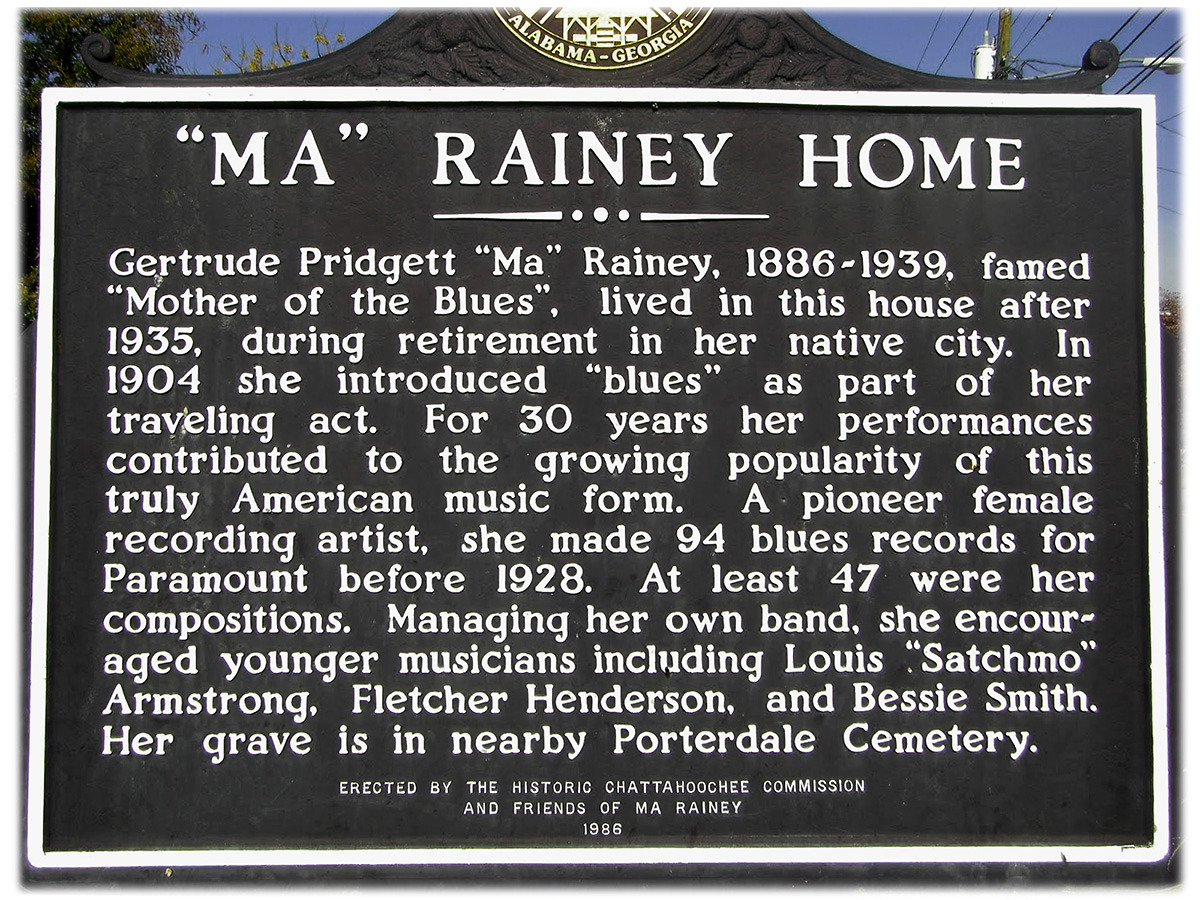 ALABAMA-GEORGIA
“MA” RAINEY HOME
Gertrude Pridgett “Ma” Rainey, 1886-1939, famed
“Mother of the Blues”, lived in this house after
1935, during retirement in her native city. In
1904 she introduced “blues” as part of her
traveling act. For 30 years her performances
contributed to the growing popularity of this
truly American music form. A pioneer female
recording artist, she made 94 blues records for
Paramount before 1928. At least 47 were her
compositions. Managing her own band, she encour-
aged younger musicians including Louis “Satchmo”
Armstrong, Fletcher Henderson, and Bessie Smith.
Her grave is in nearby Porterdale Cemetery.
ERECTED BY THE HISTORIC CHATTAHOOCHEE COMMISSION
AND FRIENDS OF MA RAINEY
1986